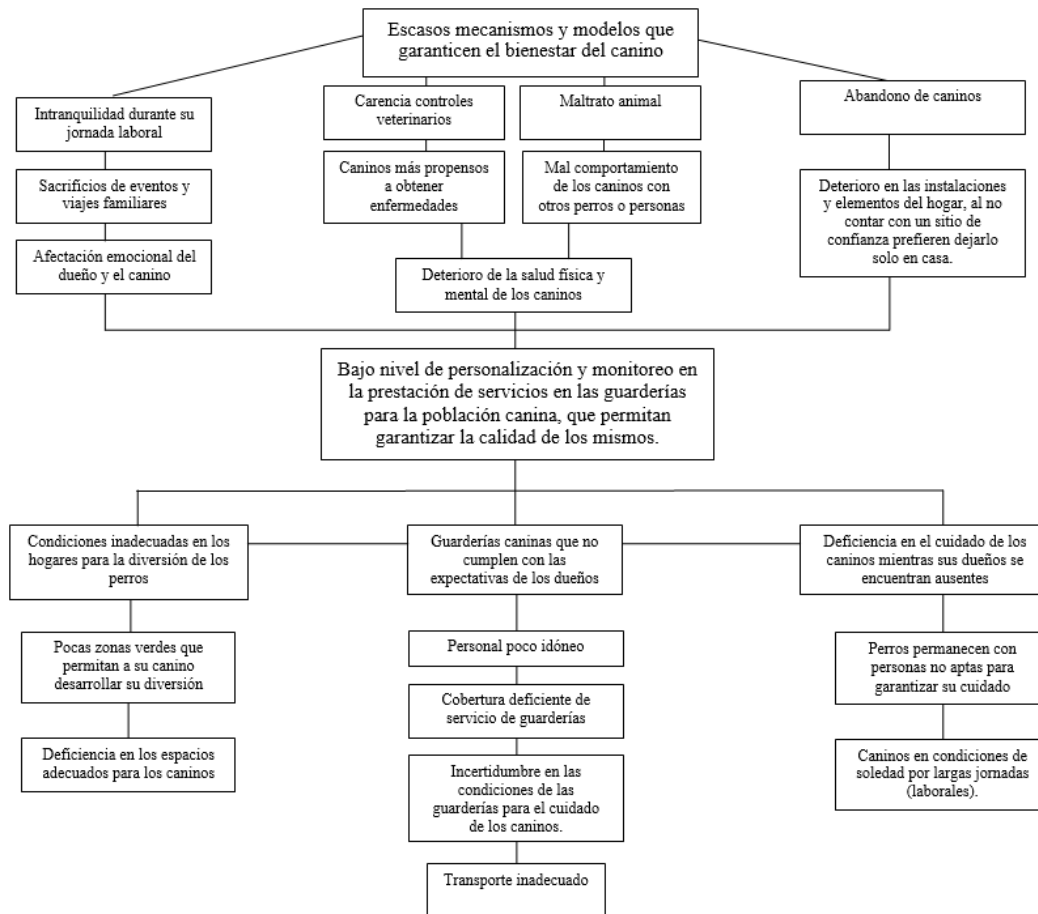 Escasos mecanismos y modelos que
garanticen el bienestar del canino
Intranquilidad durante su
jornada laboral
Carencia controles
veterinarios
Maltrato animal
Abandono de caninos
Sacrificios de eventos y
viajes familiares
Caninos más propensos
a obtener
enfermedades
Mal comportamiento
de los caninos con
otros perros o personas
Deterioro en las instalaciones
y elementos del hogar, al no
contar con un sitio de
confianza prefieren dejarlo
solo en casa.
Afectación emocional del
dueño y el canino
Deterioro de la salud física y
mental de los caninos
Bajo nivel de personalización y monitoreo en
la prestación de servicios en las guarderías
para la población canina, que permitan
garantizar la calidad de los mismos.
Condiciones inadecuadas en los
hogares para la diversión de los
perros
Guarderías caninas que no
cumplen con las
expectativas de los dueños
Deficiencia en el cuidado de los
caninos mientras sus dueños se
encuentran ausentes
Pocas zonas verdes que
permitan a su canino
desarrollar su diversión
Personal poco idóneo
Perros permanecen con
personas no aptas para
garantizar su cuidado
Cobertura deficiente de
servicio de guarderías
Deficiencia en los espacios
adecuados para los caninos
Caninos en condiciones de
soledad por largas jornadas
(laborales).
Incertidumbre en las
condiciones de las
guarderías para el cuidado
de los caninos.
Transporte inadecuado